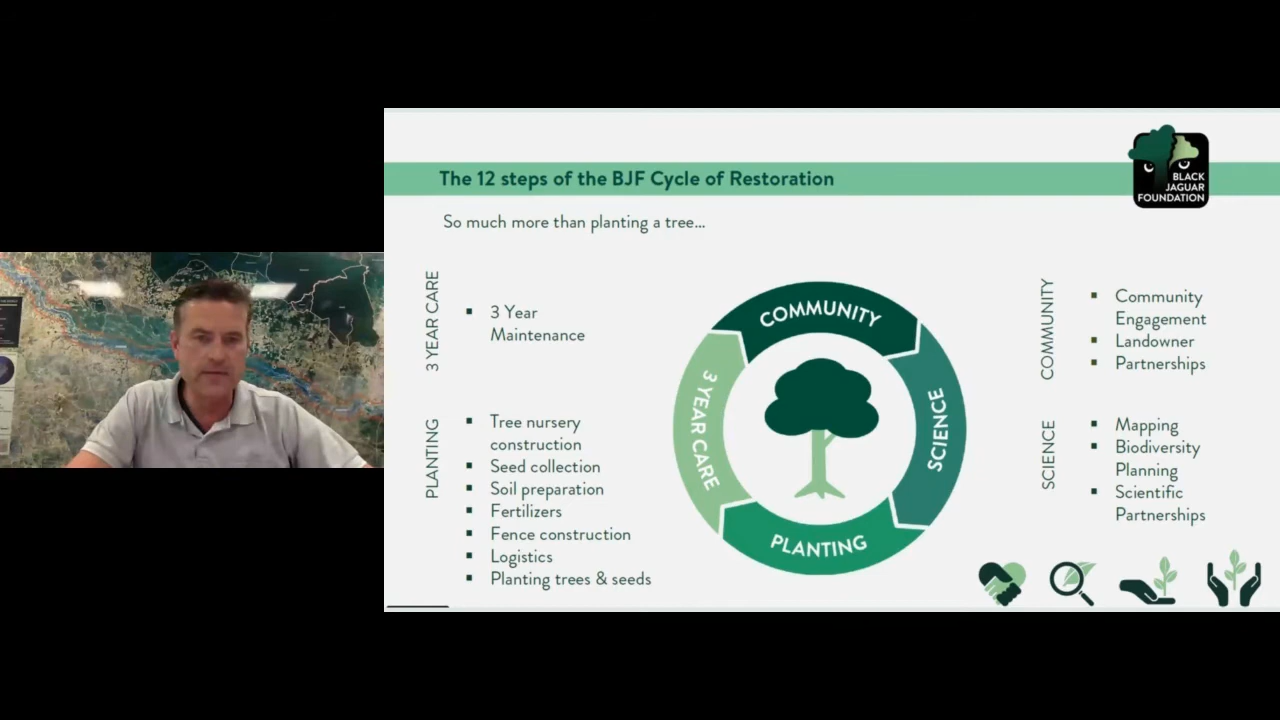 The 12 steps of the BJF Cycle of Restoration
BLACK
JAGUAR
FOUNDATION
So much more than planting a tree...
3 YEAR CARE
▪ 3 Year
Maintenance
PLANTING
▪ Tree nursery
construction
▪ Seed collection
▪ Soil preparation
▪ Fertilizers
▪ Fence construction
▪ Logistics
▪ Planting trees & seeds
COMMUNITY
SCIENCE
PLANTING
3 YEAR CARE
COMMUNITY
▪ Community
Engagement
▪ Landowner
▪ Partnerships
SCIENCE
▪ Mapping
▪ Biodiversity
Planning
▪ Scientific
Partnerships